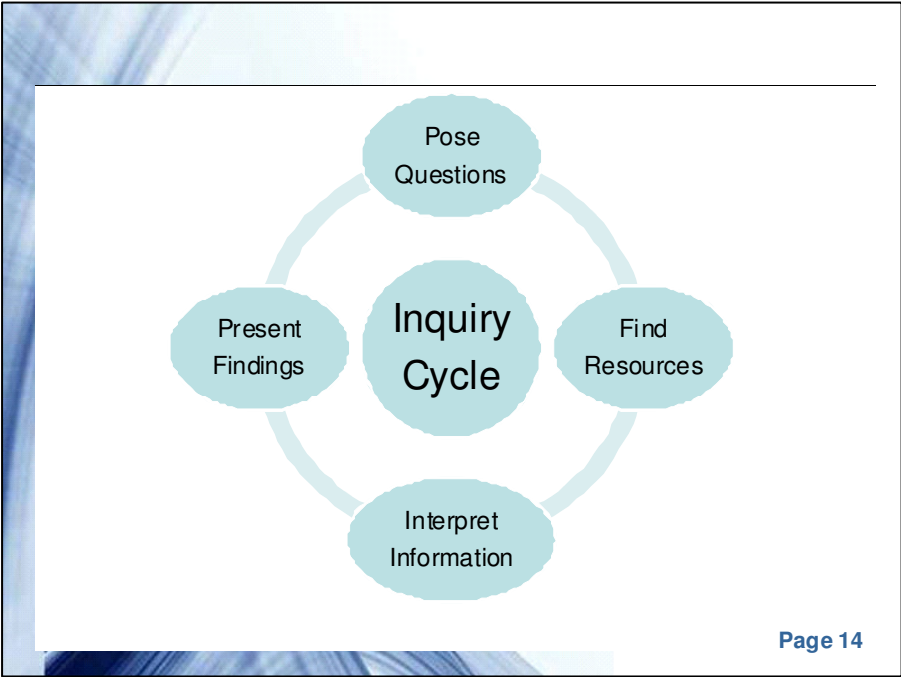 Pose
Questions
Inquiry
Cycle
Find
Resources
Interpret
Information
Present
Findings
Page 14